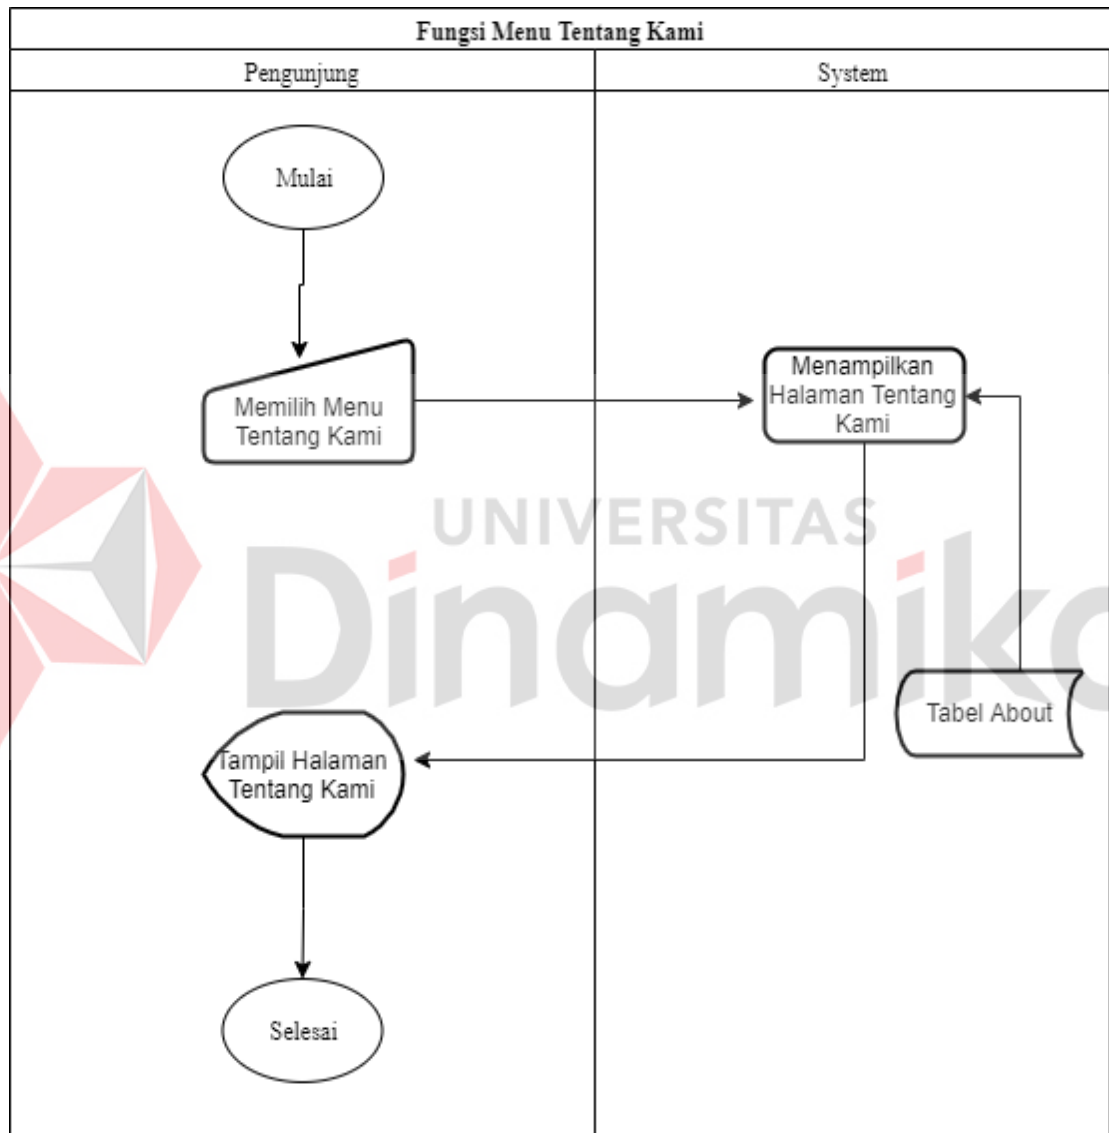 Fungsi Menu Tentang Kami
Pengunjung
System
Mulai
Memilih Menu
Tentang Kami
Menampilkan
Halaman Tentang
Kami
UNIVERSITAS
Dinamika
Tabel About
Tampil Halaman
Tentang Kami
Selesai